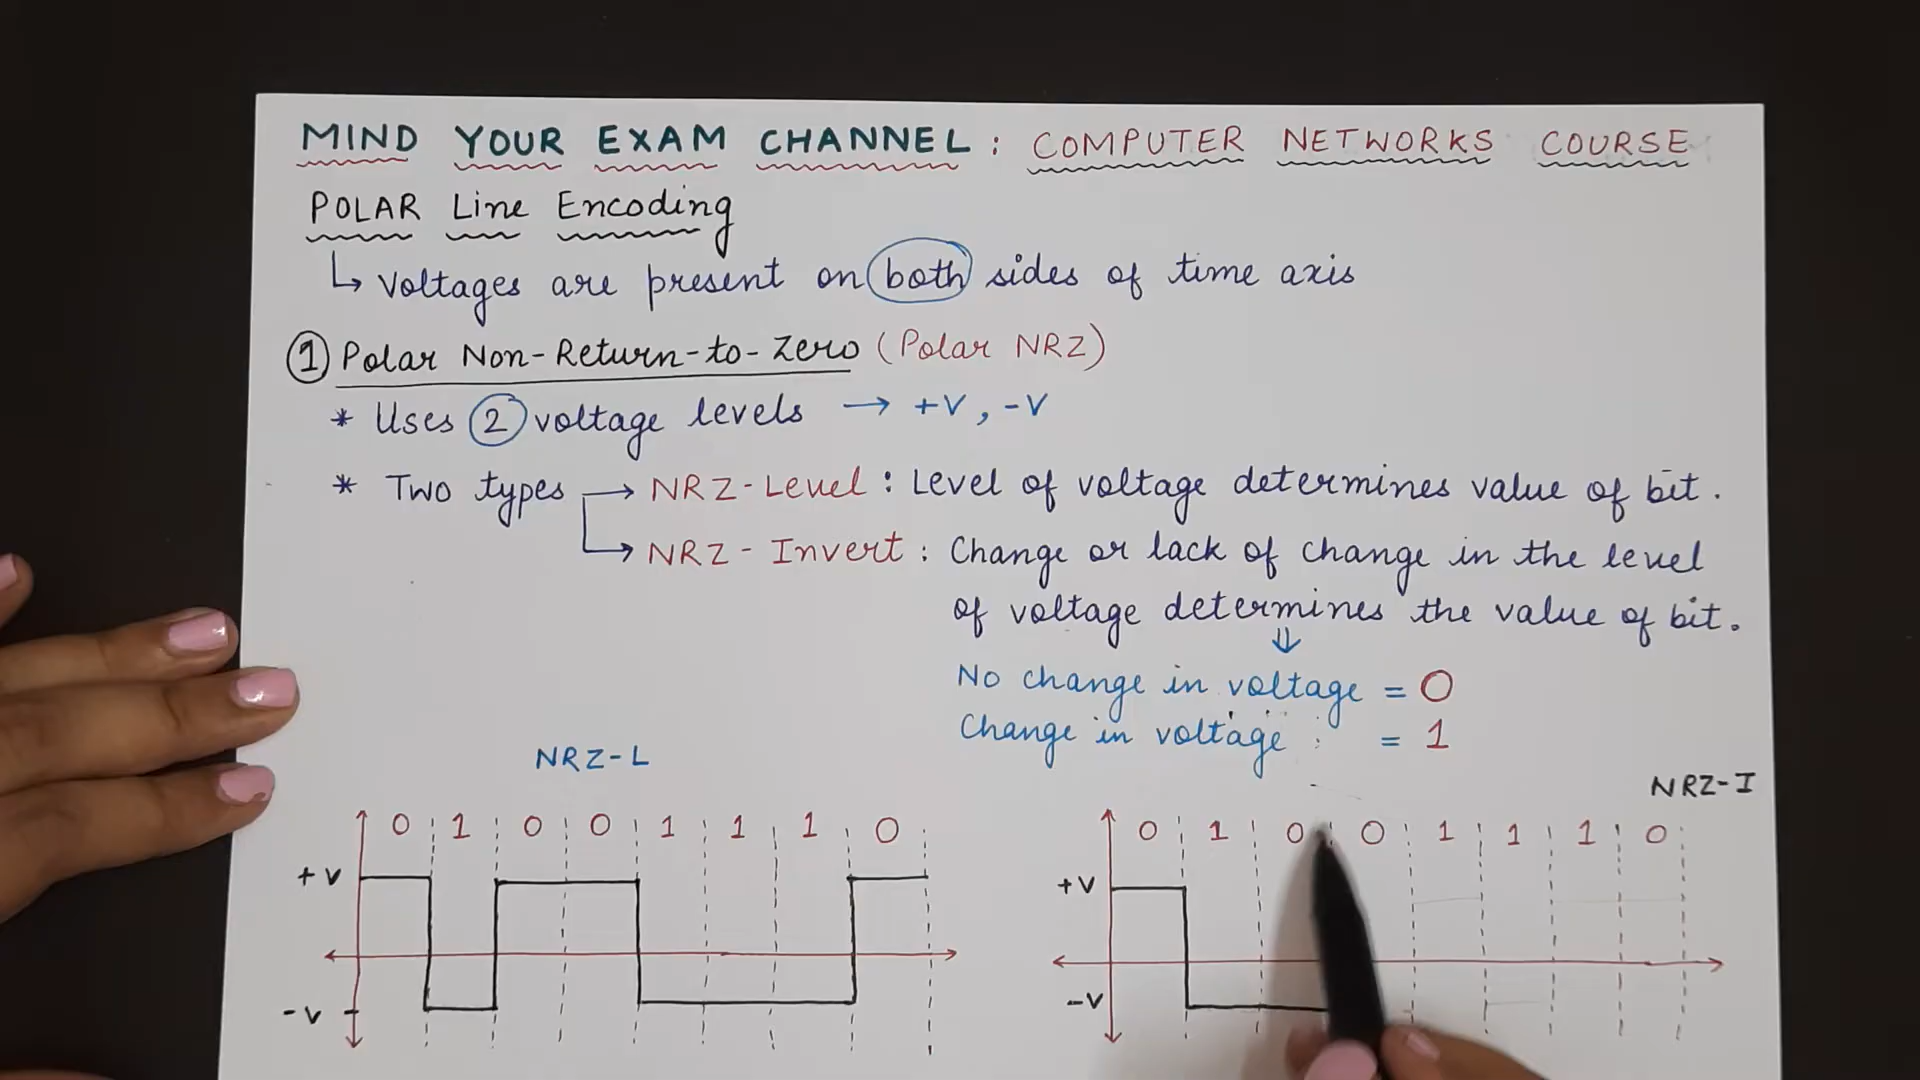 MIND YOUR EXAM CHANNEL : COMPUTER NETWORKS COURSE
POLAR Line Encoding
↳ Voltages are present on both sides of time axis
① Polar Non-Return-to-Zero (Polar NRZ)
* Uses 2 voltage levels → +V, -V
* Two types → NRZ-Level : Level of voltage determines value of bit.
→ NRZ-Invert : Change or lack of change in the level
of voltage determines the value of bit.
⇓
No change in voltage = 0
Change in voltage = 1
NRZ-L
0 1 0 0 1 1 1 0
+V
-V
NRZ-I
0 1 0 0 1 1 1 0
+V
-V